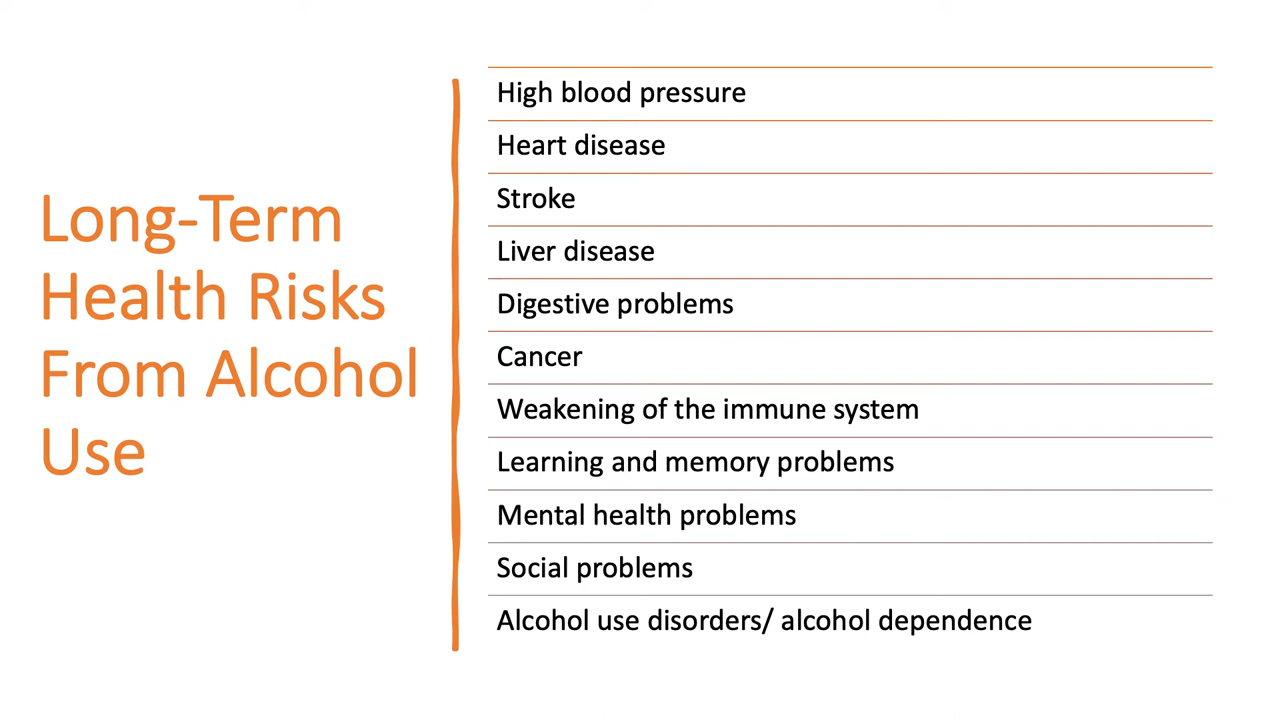 Long-Term
Health Risks
From Alcohol
Use
High blood pressure
Heart disease
Stroke
Liver disease
Digestive problems
Cancer
Weakening of the immune system
Learning and memory problems
Mental health problems
Social problems
Alcohol use disorders/ alcohol dependence